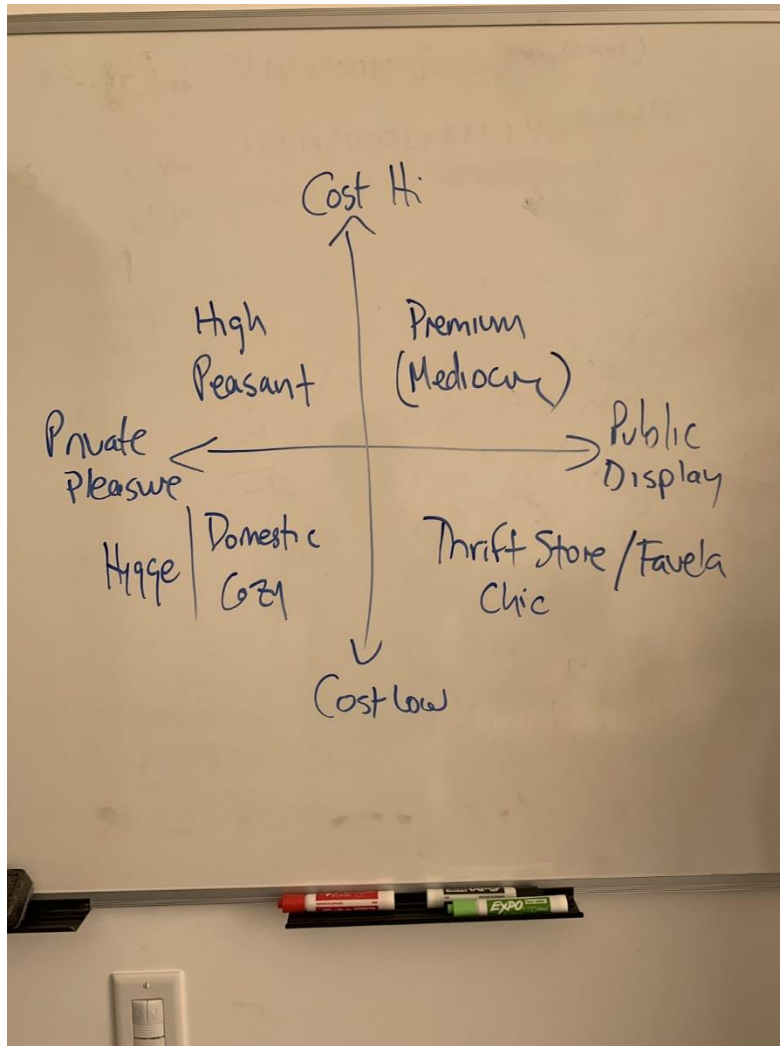 Cost Hi
High
Peasant
Premium
(Mediocre)
Private
Pleasure
Public
Display
Hygge
Domestic
Cozy
Thrift Store / Favela
Chic
Cost Low
EXPO